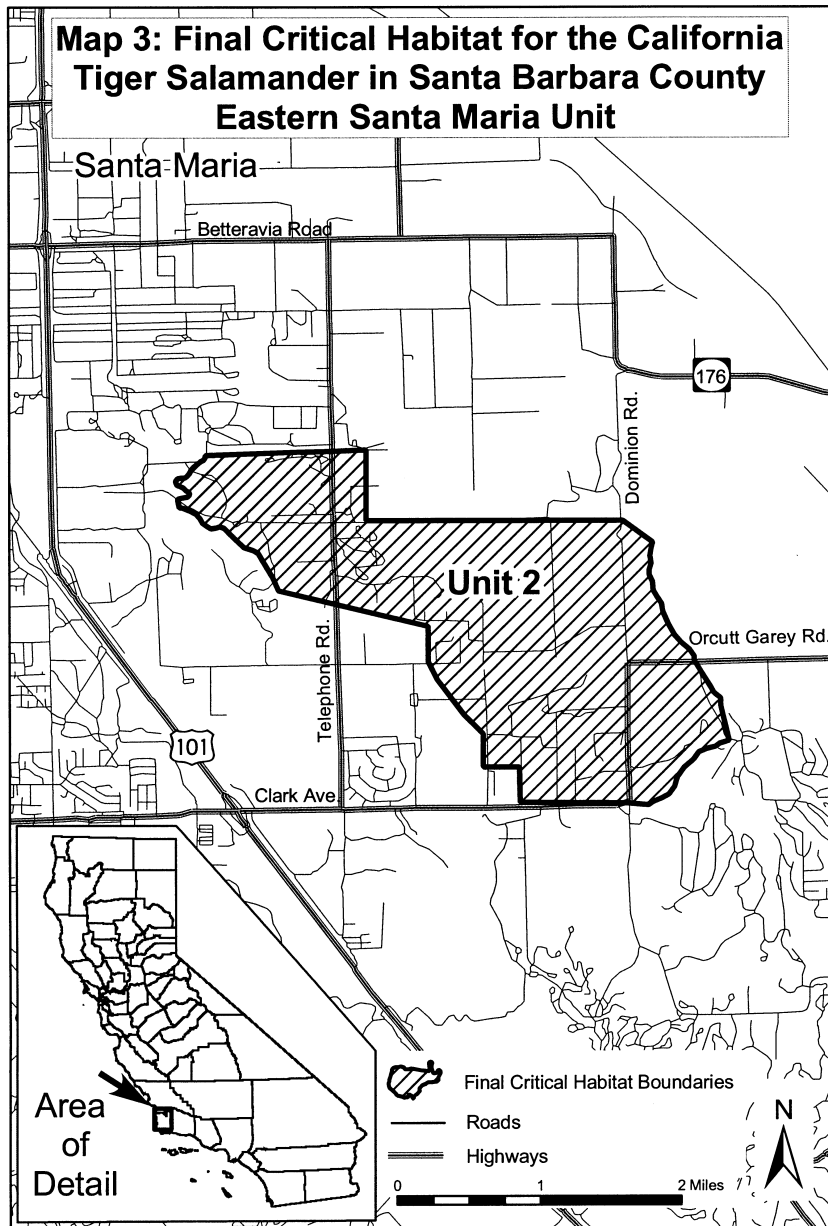 Map 3: Final Critical Habitat for the California
Tiger Salamander in Santa Barbara County
Eastern Santa Maria Unit
Santa Maria
Betteravia Road
176
Dominion Rd.
Unit 2
Orcutt Garey Rd.
Telephone Rd.
101
Clark Ave.
Area
of
Detail
Final Critical Habitat Boundaries
Roads
Highways
N
0 1 2 Miles